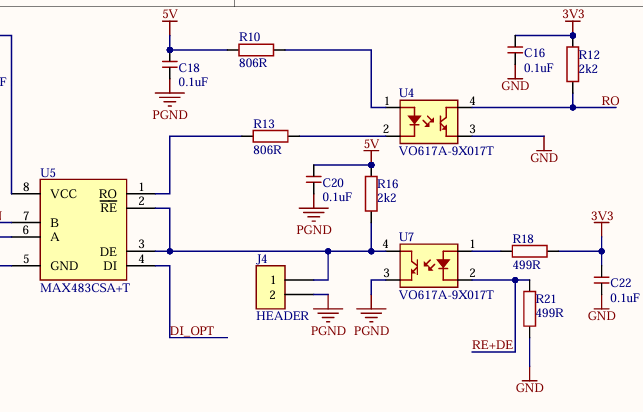 5V
3V3
R10
806R
C18
0.1uF
PGND
C16
0.1uF
GND
R12
2k2
RO
U4
1
2
4
3
VO617A-9X017T
GND
R13
806R
5V
C20
0.1uF
PGND
R16
2k2
U5
8
7
6
5
VCC
B
A
GND
RO
RE
DE
DI
1
2
3
4
MAX483CSA+T
DI_OPT
J4
1
2
HEADER
PGND
PGND
U7
4
3
1
2
VO617A-9X017T
R18
499R
3V3
C22
0.1uF
GND
R21
499R
RE+DE
GND